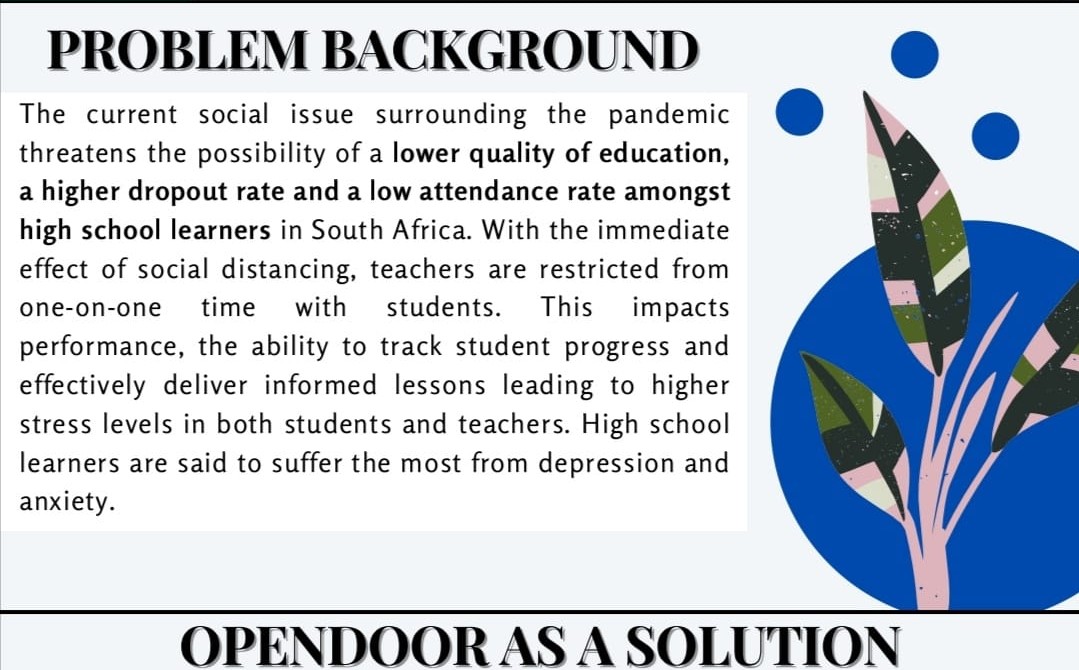 PROBLEM BACKGROUND
The current social issue surrounding the pandemic
threatens the possibility of a lower quality of education,
a higher dropout rate and a low attendance rate amongst
high school learners in South Africa. With the immediate
effect of social distancing, teachers are restricted from
one-on-one time with students. This impacts
performance, the ability to track student progress and
effectively deliver informed lessons leading to higher
stress levels in both students and teachers. High school
learners are said to suffer the most from depression and
anxiety.
OPENDOOR AS A SOLUTION